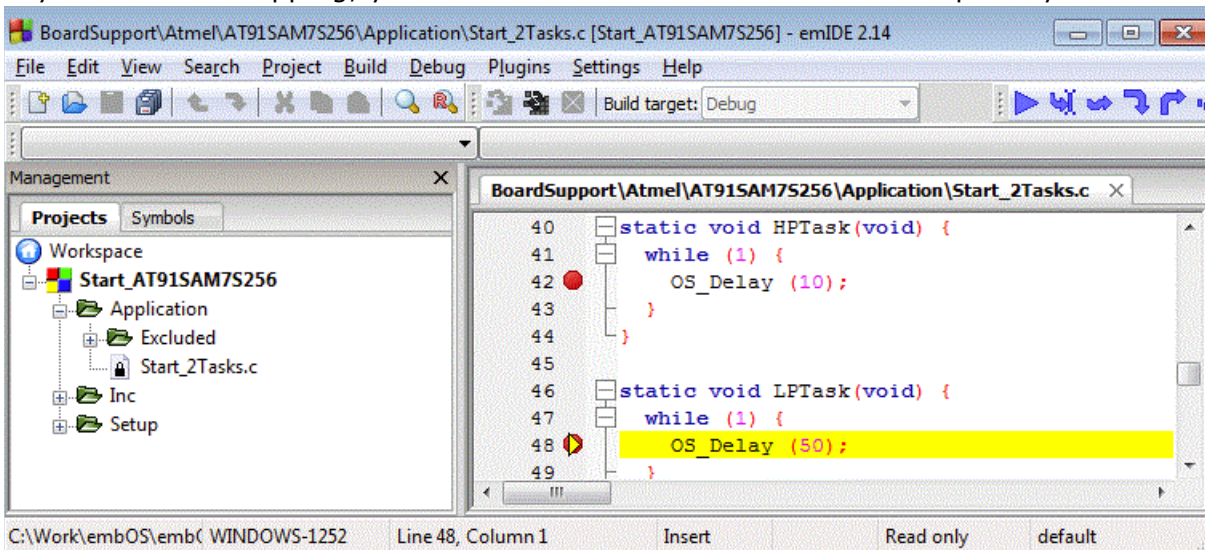 BoardSupport\Atmel\AT91SAM7S256\Application\Start_2Tasks.c [Start_AT91SAM7S256] - emIDE 2.14
File Edit View Search Project Build Debug Plugins Settings Help
Build target: Debug
Management
Projects Symbols
Workspace
Start_AT91SAM7S256
Application
Excluded
Start_2Tasks.c
Inc
Setup
BoardSupport\Atmel\AT91SAM7S256\Application\Start_2Tasks.c
40 static void HPTask(void) {
41 while (1) {
42 OS_Delay (10);
43 }
44 }
45
46 static void LPTask(void) {
47 while (1) {
48 OS_Delay (50);
49 }
C:\Work\embOS\emb( WINDOWS-1252 Line 48, Column 1 Insert Read only default